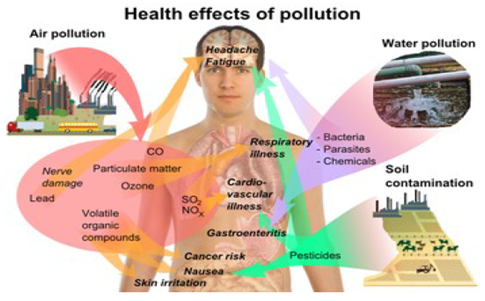 Health effects of pollution
Air pollution
Water pollution
Headache
Fatigue
CO
Particulate matter
Ozone
Nerve
damage
Lead
Volatile
organic
compounds
SO₂
NOₓ
Respiratory
illness
Cardio-
vascular
illness
Gastroenteritis
Cancer risk
Nausea
Skin irritation
- Bacteria
- Parasites
- Chemicals
Soil
contamination
Pesticides